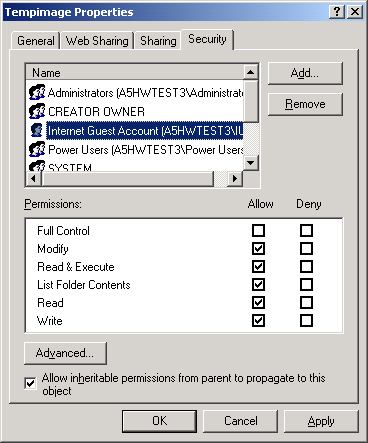 Tempimage Properties
General Web Sharing Sharing Security
Name
Add...
Administrators (A5HWTEST3\Administrat
Remove
CREATOR OWNER
Internet Guest Account (A5HWTEST3\IU
Power Users (A5HWTEST3\Power Users
SYSTEM
Permissions: Allow Deny
Full Control
Modify
Read & Execute
List Folder Contents
Read
Write
Advanced...
Allow inheritable permissions from parent to propagate to this
object
OK Cancel Apply